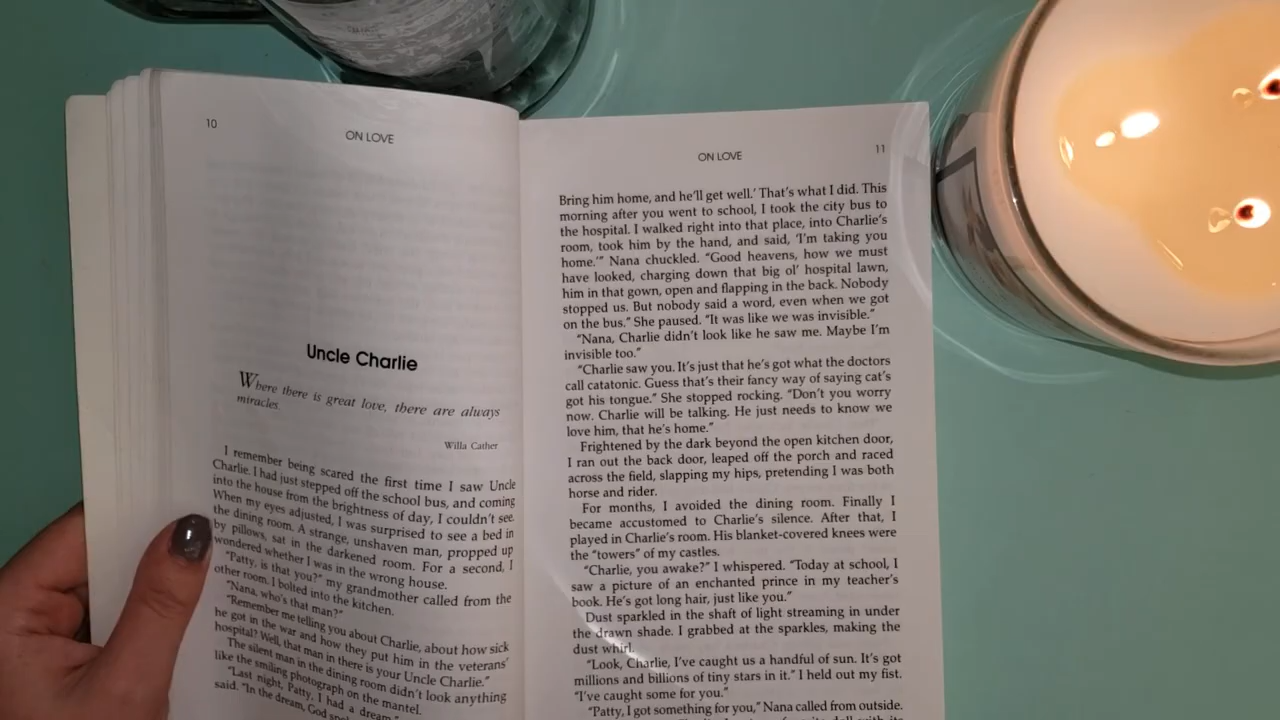 10
ON LOVE
Uncle Charlie
Where there is great love, there are always
miracles.
Willa Cather
I remember being scared the first time I saw Uncle
Charlie. I had just stepped off the school bus, and coming
into the house from the brightness of day, I couldn't see.
When my eyes adjusted, I was surprised to see a bed in
the dining room. A strange, unshaven man, propped up
by pillows, sat in the darkened room. For a second, I
wondered whether I was in the wrong house.
"Patty, is that you?" my grandmother called from the
other room. I bolted into the kitchen.
"Nana, who's that man?"
"Remember me telling you about Charlie, about how sick
he got in the war and how they put him in the veterans'
hospital? Well, that man in there is your Uncle Charlie."
The silent man in the dining room didn't look anything
like the smiling photograph on the mantel.
"Last night, Patty, I had a dream,"
said. "In the dream, God
ON LOVE
11
Bring him home, and he'll get well.' That's what I did. This
morning after you went to school, I took the city bus to
the hospital. I walked right into that place, into Charlie's
room, took him by the hand, and said, 'I'm taking you
home.'" Nana chuckled. "Good heavens, how we must
have looked, charging down that big ol' hospital lawn,
him in that gown, open and flapping in the back. Nobody
stopped us. But nobody said a word, even when we got
on the bus." She paused. "It was like we was invisible."
"Nana, Charlie didn't look like he saw me. Maybe I'm
invisible too."
"Charlie saw you. It's just that he's got what the doctors
call catatonic. Guess that's their fancy way of saying cat's
got his tongue." She stopped rocking. "Don't you worry
now. Charlie will be talking. He just needs to know we
love him, that he's home."
Frightened by the dark beyond the open kitchen door,
I ran out the back door, leaped off the porch and raced
across the field, slapping my hips, pretending I was both
horse and rider.
For months, I avoided the dining room. Finally I
became accustomed to Charlie's silence. After that, I
played in Charlie's room. His blanket-covered knees were
the "towers" of my castles.
"Charlie, you awake?" I whispered. "Today at school, I
saw a picture of an enchanted prince in my teacher's
book. He's got long hair, just like you."
Dust sparkled in the shaft of light streaming in under
the drawn shade. I grabbed at the sparkles, making the
dust whirl.
"Look, Charlie, I've caught us a handful of sun. It's got
millions and billions of tiny stars in it." I held out my fist.
"I've caught some for you."
"Patty, I got something for you," Nana called from outside.